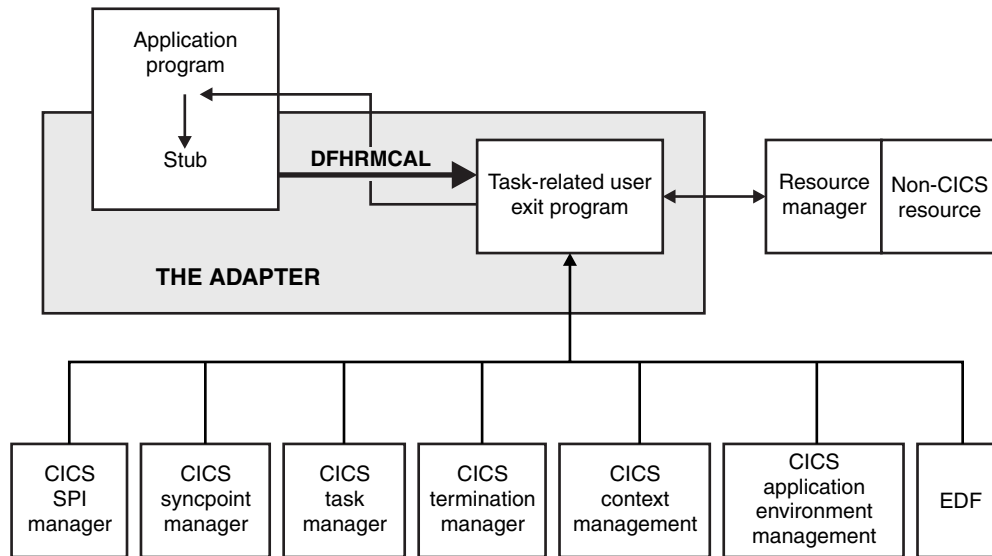 Application
program
Stub
DFHRMCAL
Task-related user
exit program
Resource
manager
Non-CICS
resource
THE ADAPTER
CICS
SPI
manager
CICS
syncpoint
manager
CICS
task
manager
CICS
termination
manager
CICS
context
management
CICS
application
environment
management
EDF